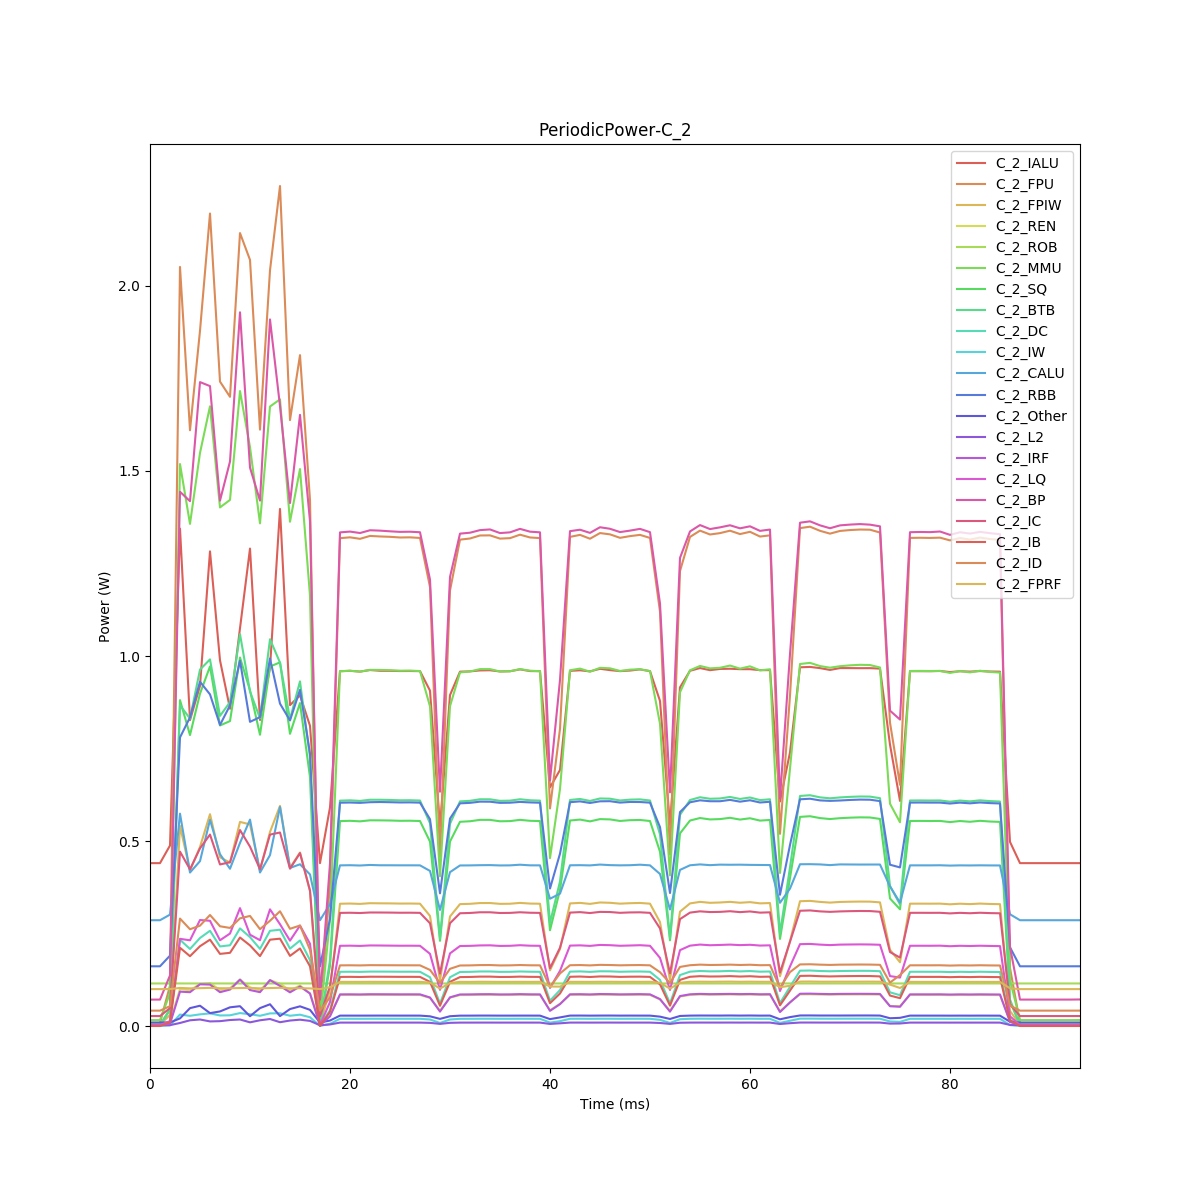 PeriodicPower-C_2
C_2_IALU
C_2_FPU
C_2_FPIW
C_2_REN
C_2_ROB
C_2_MMU
C_2_SQ
C_2_BTB
C_2_DC
C_2_IW
C_2_CALU
C_2_RBB
C_2_Other
C_2_L2
C_2_IRF
C_2_LQ
C_2_BP
C_2_IC
C_2_IB
C_2_ID
C_2_FPRF
2.0
1.5
1.0
0.5
0.0
Power (W)
0 20 40 60 80
Time (ms)